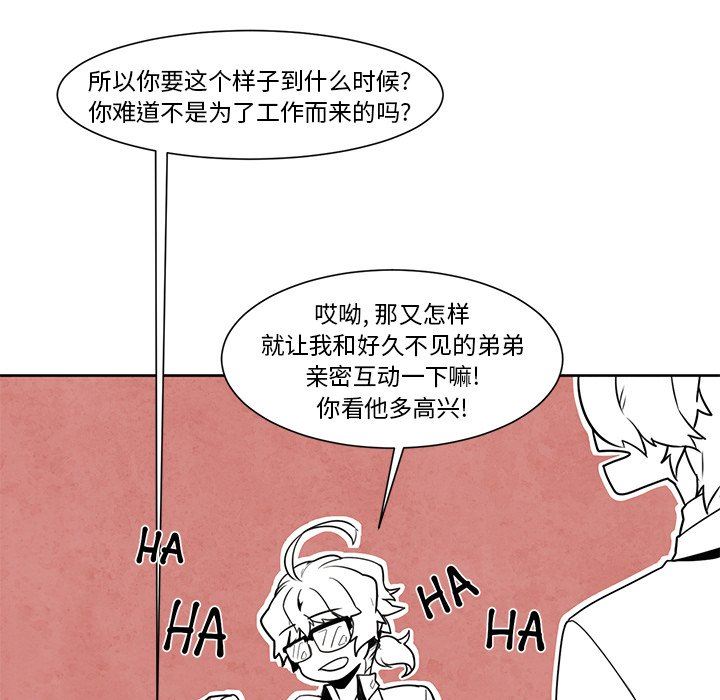 所以你要这个样子到什么时候?
你难道不是为了工作而来的吗?
哎呦, 那又怎样
就让我和好久不见的弟弟
亲密互动一下嘛!
你看他多高兴!
HA
HA
HA
HA